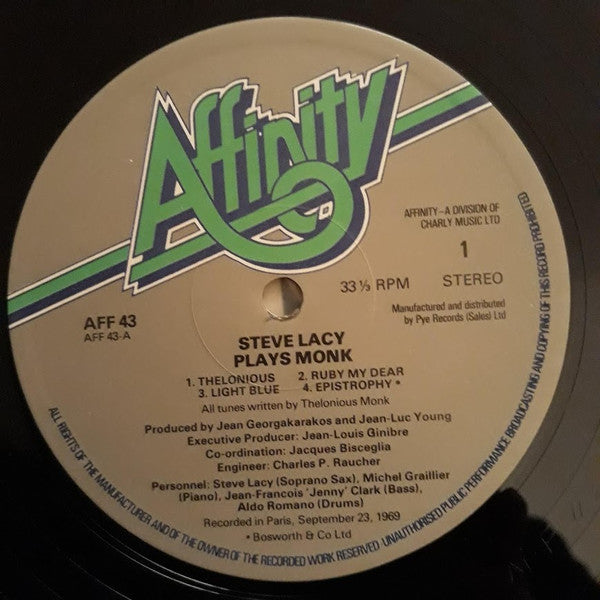 Affinity
AFFINITY–A DIVISION OF
CHARLY MUSIC LTD
1
33⅓ RPM
STEREO
Manufactured and distributed
by Pye Records (Sales) Ltd
AFF 43
AFF 43-A
STEVE LACY
PLAYS MONK
1. THELONIOUS 2. RUBY MY DEAR
3. LIGHT BLUE 4. EPISTROPHY *
All tunes written by Thelonious Monk
Produced by Jean Georgakarakos and Jean-Luc Young
Executive Producer: Jean-Louis Ginibre
Co-ordination: Jacques Bisceglia
Engineer: Charles P. Raucher
Personnel: Steve Lacy (Soprano Sax), Michel Graillier
(Piano), Jean-Francois 'Jenny' Clark (Bass),
Aldo Romano (Drums)
Recorded in Paris, September 23, 1969
• Bosworth & Co Ltd
ALL RIGHTS OF THE MANUFACTURER AND OF THE OWNER OF THE RECORDED WORK RESERVED · UNAUTHORISED PUBLIC PERFORMANCE BROADCASTING AND COPYING OF THIS RECORD PROHIBITED